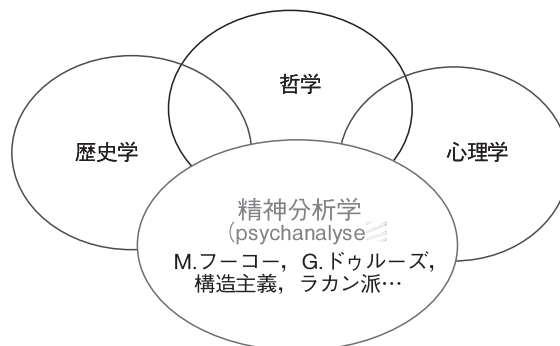 哲学
歴史学
心理学
精神分析学
(psychanalyse
M.フーコー，G.ドゥルーズ，
構造主義，ラカン派…